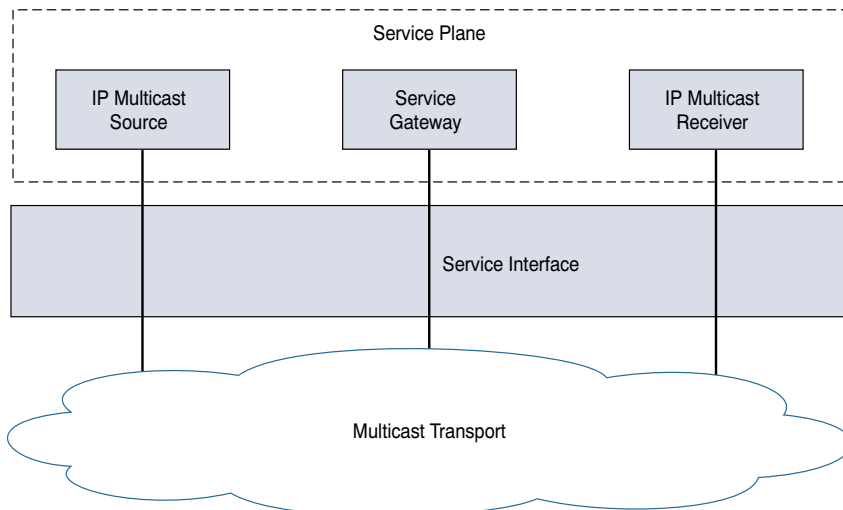 Service Plane
IP Multicast
Source
Service
Gateway
IP Multicast
Receiver
Service Interface
Multicast Transport